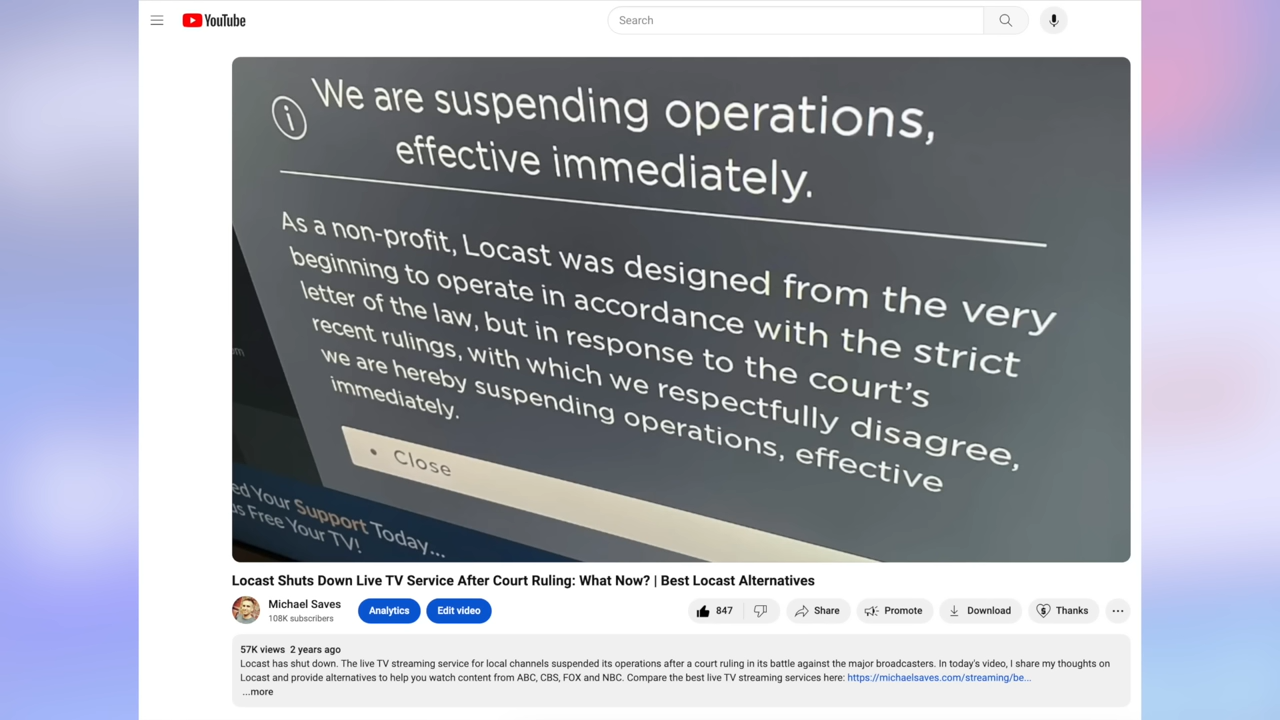 YouTube
Search
We are suspending operations,
effective immediately.
As a non-profit, Locast was designed from the very
beginning to operate in accordance with the strict
letter of the law, but in response to the court's
recent rulings, with which we respectfully disagree,
we are hereby suspending operations, effective
immediately.
• Close
ed Your Support Today...
us Free Your TV!
Locast Shuts Down Live TV Service After Court Ruling: What Now? | Best Locast Alternatives
Michael Saves
108K subscribers
Analytics
Edit video
847
Share
Promote
Download
Thanks
57K views 2 years ago
Locast has shut down. The live TV streaming service for local channels suspended its operations after a court ruling in its battle against the major broadcasters. In today's video, I share my thoughts on
Locast and provide alternatives to help you watch content from ABC, CBS, FOX and NBC. Compare the best live TV streaming services here: https://michaelsaves.com/streaming/be...
...more